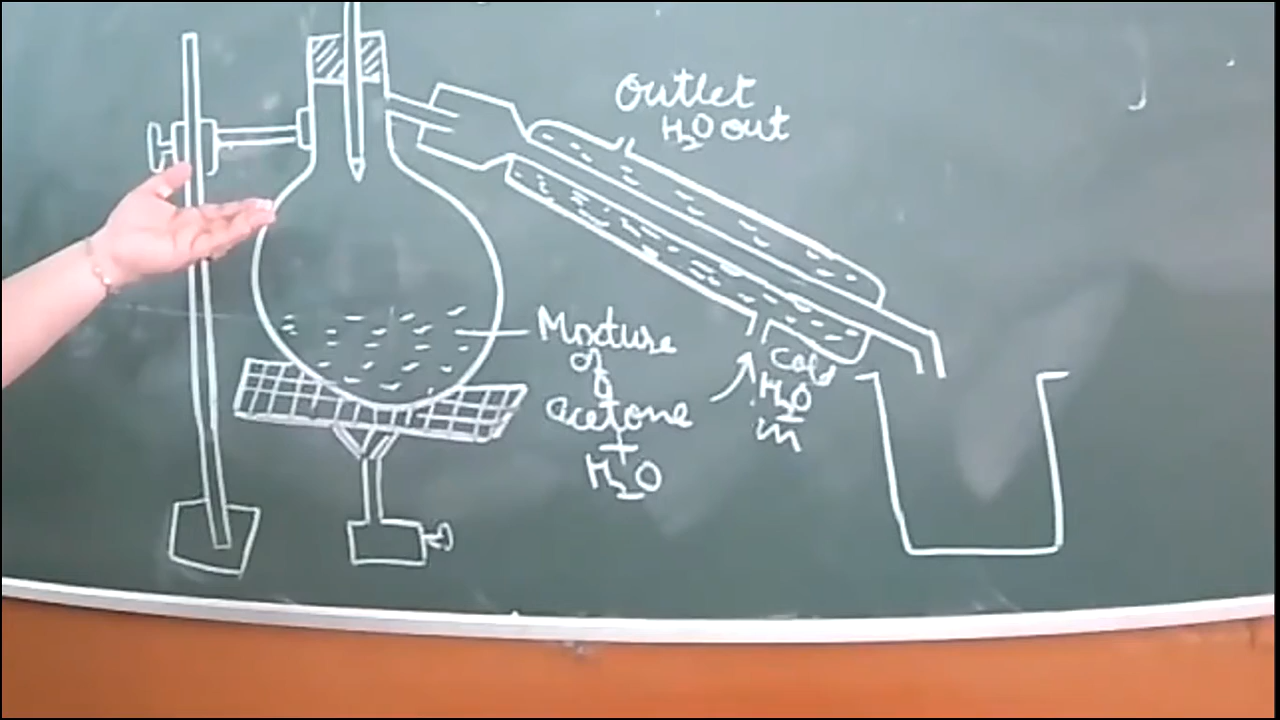 Outlet
H₂O out
Mixture
of
acetone
+
H₂O
Cold
H₂O
in